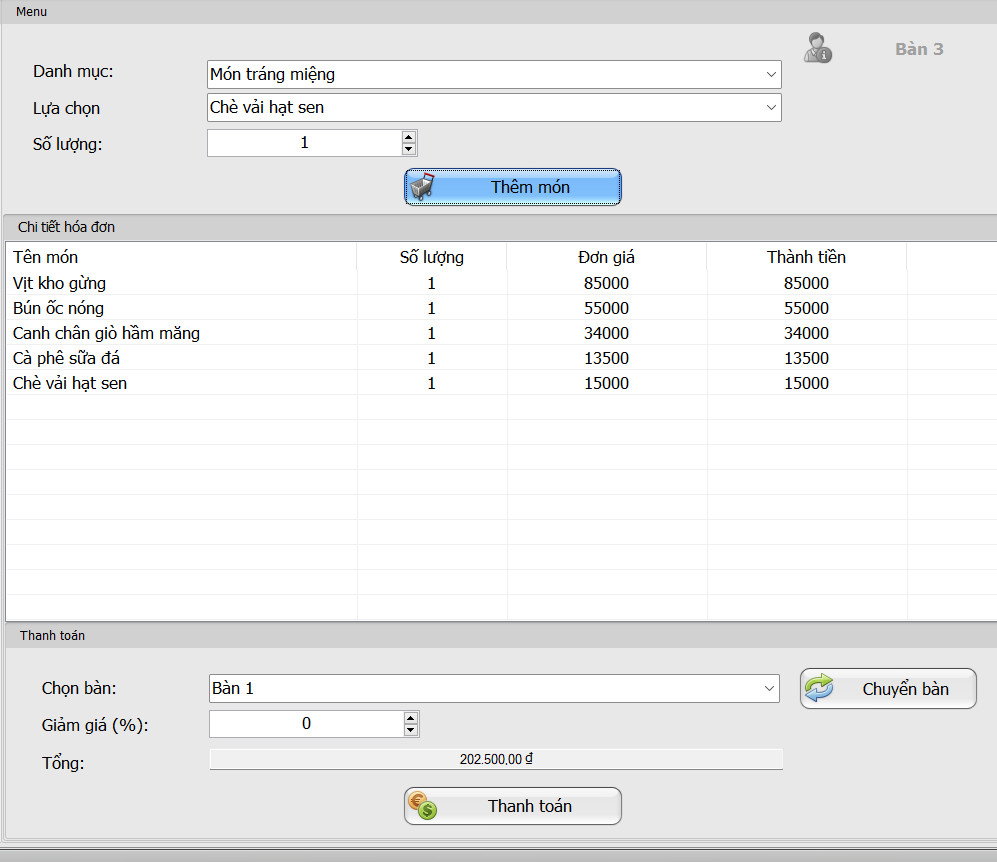 Menu
Bàn 3
Danh mục: Món tráng miệng
Lựa chọn Chè vải hạt sen
Số lượng: 1
Thêm món
Chi tiết hóa đơn
Tên món Số lượng Đơn giá Thành tiền
Vịt kho gừng 1 85000 85000
Bún ốc nóng 1 55000 55000
Canh chân giò hầm măng 1 34000 34000
Cà phê sữa đá 1 13500 13500
Chè vải hạt sen 1 15000 15000
Thanh toán
Chọn bàn: Bàn 1 Chuyển bàn
Giảm giá (%): 0
Tổng: 202.500,00 ₫
Thanh toán